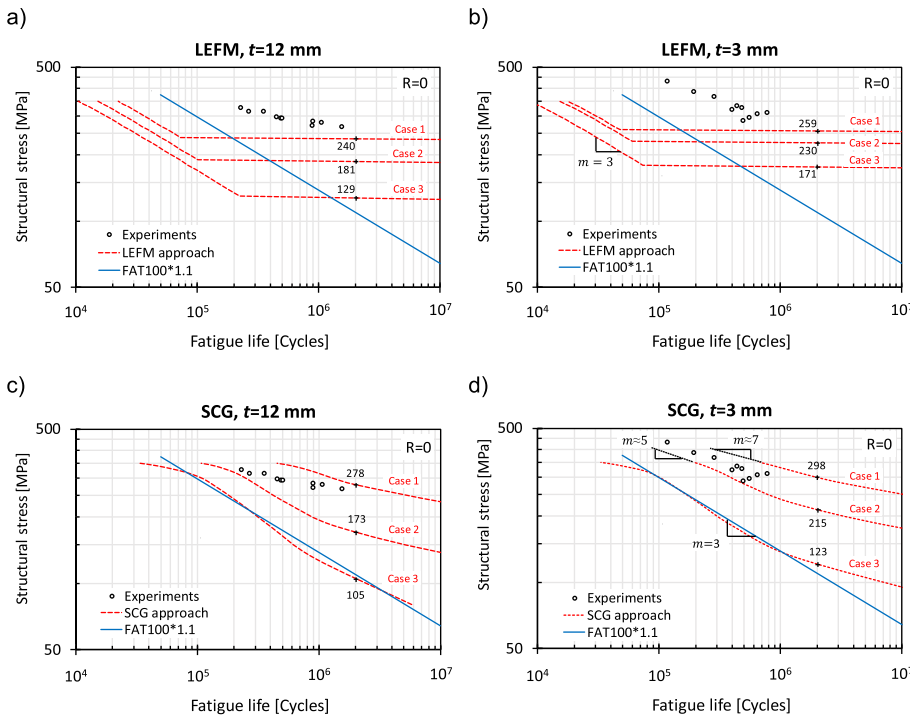 a)
LEFM, t=12 mm
500
R=0
Case 1
240
Case 2
181
129
Case 3
Experiments
LEFM approach
FAT100*1.1
50
10^4
10^5
10^6
10^7
Structural stress [MPa]
Fatigue life [Cycles]
b)
LEFM, t=3 mm
500
R=0
259
Case 1
230
Case 2
m = 3
Case 3
171
Experiments
LEFM approach
FAT100*1.1
50
10^4
10^5
10^6
10^7
Structural stress [MPa]
Fatigue life [Cycles]
c)
SCG, t=12 mm
500
R=0
278
Case 1
173
Case 2
Case 3
105
Experiments
SCG approach
FAT100*1.1
50
10^4
10^5
10^6
10^7
Structural stress [MPa]
Fatigue life [Cycles]
d)
SCG, t=3 mm
500
R=0
m≈5
m≈7
298
Case 1
Case 2
215
m=3
123
Case 3
Experiments
SCG approach
FAT100*1.1
50
10^4
10^5
10^6
10^7
Structural stress [MPa]
Fatigue life [Cycles]